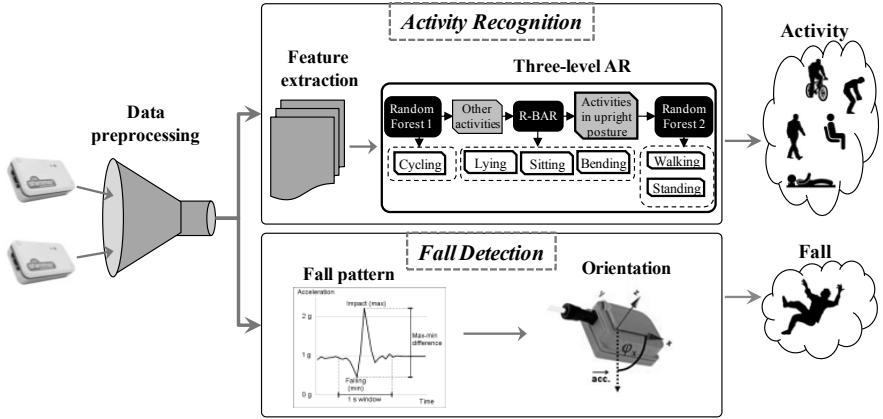 Activity Recognition
Activity
Feature
extraction
Three-level AR
Data
preprocessing
Random
Forest 1
Other
activities
R-BAR
Activities
in upright
posture
Random
Forest 2
Cycling
Lying
Sitting
Bending
Walking
Standing
Fall Detection
Fall
Fall pattern
Orientation
Acceleration
Impact (max)
2 g
Max-min
difference
1 g
Falling
(min)
0 g
1 s window
Time
y
z
x
φx
acc.